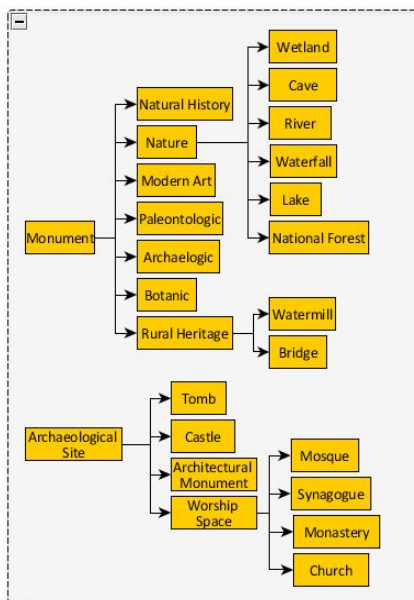 Wetland
Natural History
Cave
Nature
River
Modern Art
Waterfall
Paleontologic
Lake
Monument
Archaelogic
National Forest
Botanic
Rural Heritage
Watermill
Bridge
Tomb
Archaeological
Site
Castle
Architectural
Monument
Mosque
Worship
Space
Synagogue
Monastery
Church